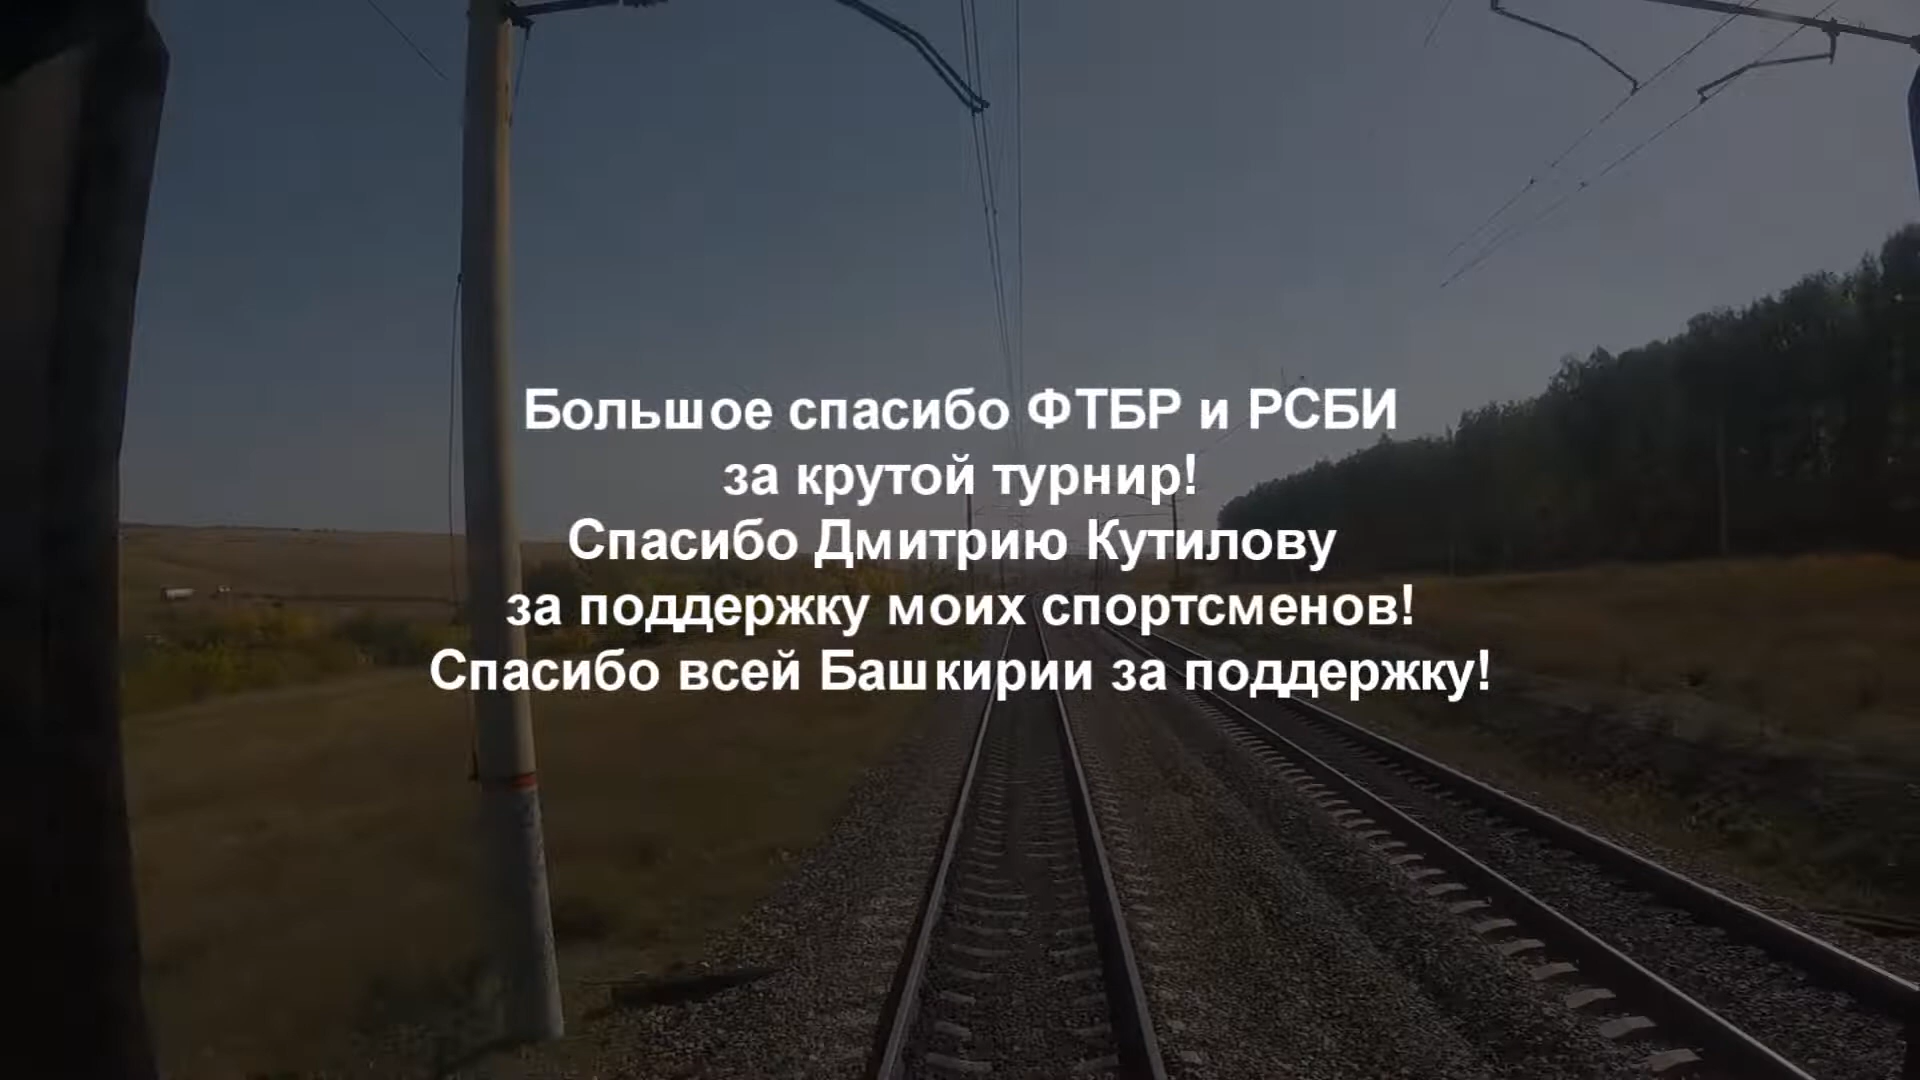 Большое спасибо ФТБР и РСБИ
за крутой турнир!
Спасибо Дмитрию Кутилову
за поддержку моих спортсменов!
Спасибо всей Башкирии за поддержку!